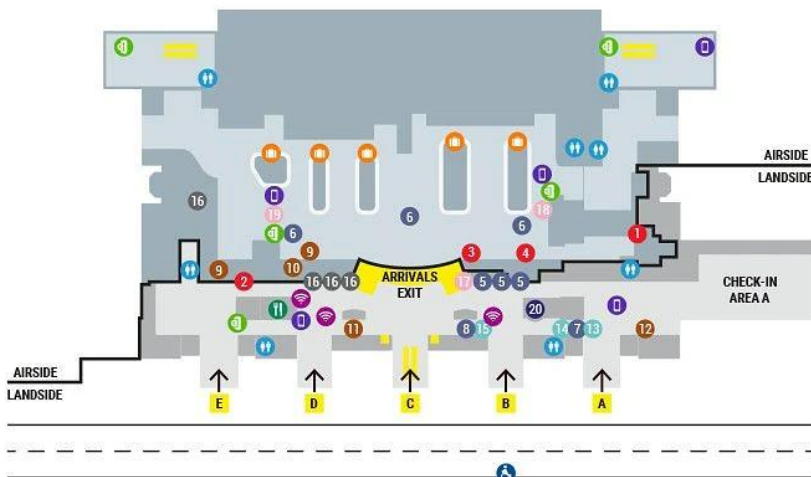 AIRSIDE
LANDSIDE
16
19
18
6
6
6
1
3
4
9
9
10
2
16
16
16
ARRIVALS
EXIT
17
5
5
5
CHECK-IN
AREA A
20
11
8
15
14
7
13
12
AIRSIDE
LANDSIDE
E
D
C
B
A